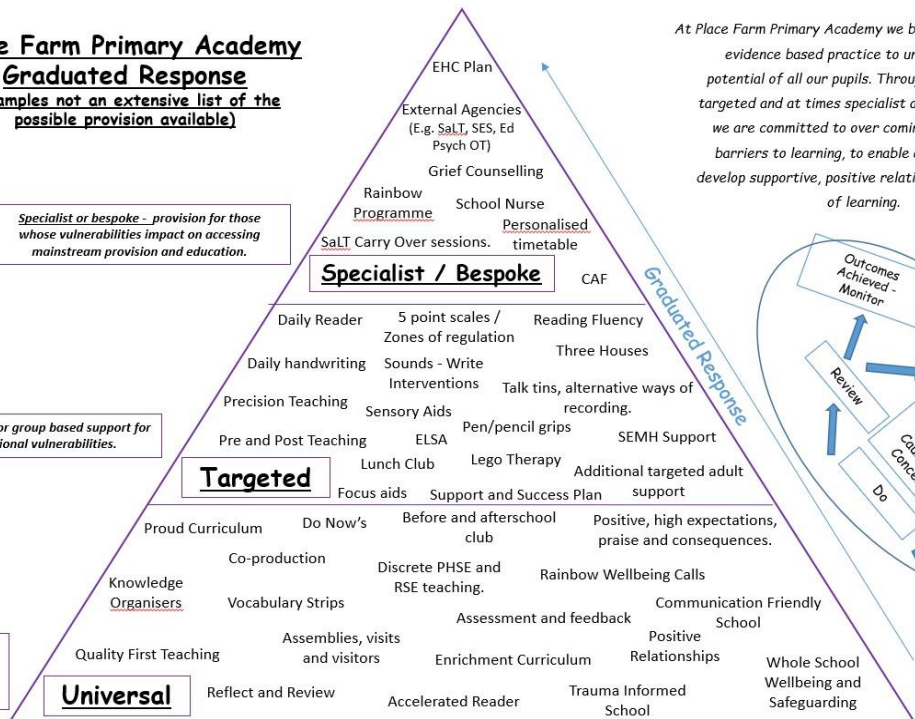 e Farm Primary Academy
Graduated Response
amples not an extensive list of the
possible provision available)
At Place Farm Primary Academy we b
evidence based practice to un
potential of all our pupils. Throu
targeted and at times specialist a
we are committed to over comin
barriers to learning, to enable
develop supportive, positive relati
of learning.
EHC Plan
External Agencies
(E.g. SaLT, SES, Ed
Psych OT)
Grief Counselling
Rainbow
Programme
School Nurse
Personalised
timetable
SaLT Carry Over sessions.
Specialist / Bespoke
CAF
Specialist or bespoke - provision for those
whose vulnerabilities impact on accessing
mainstream provision and education.
Graduated Response
Outcomes
Achieved -
Monitor
Review
Do
Conce
Daily Reader
5 point scales /
Zones of regulation
Reading Fluency
Three Houses
Daily handwriting
Sounds - Write
Interventions
Talk tins, alternative ways of
recording.
Precision Teaching
Sensory Aids
Pen/pencil grips
Pre and Post Teaching
ELSA
SEMH Support
Lunch Club
Lego Therapy
Additional targeted adult
support
Targeted
Focus aids
Support and Success Plan
or group based support for
ional vulnerabilities.
Proud Curriculum
Do Now's
Before and afterschool
club
Positive, high expectations,
praise and consequences.
Co-production
Discrete PHSE and
RSE teaching.
Rainbow Wellbeing Calls
Knowledge
Organisers
Vocabulary Strips
Assessment and feedback
Communication Friendly
School
Assemblies, visits
and visitors
Positive
Relationships
Quality First Teaching
Enrichment Curriculum
Whole School
Wellbeing and
Safeguarding
Universal
Reflect and Review
Accelerated Reader
Trauma Informed
School